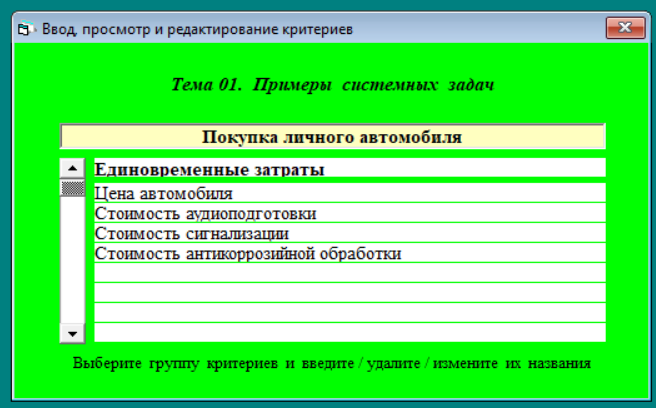 Ввод, просмотр и редактирование критериев
Тема 01. Примеры системных задач
Покупка личного автомобиля
Единовременные затраты
Цена автомобиля
Стоимость аудиоподготовки
Стоимость сигнализации
Стоимость антикоррозийной обработки
Выберите группу критериев и введите / удалите / измените их названия